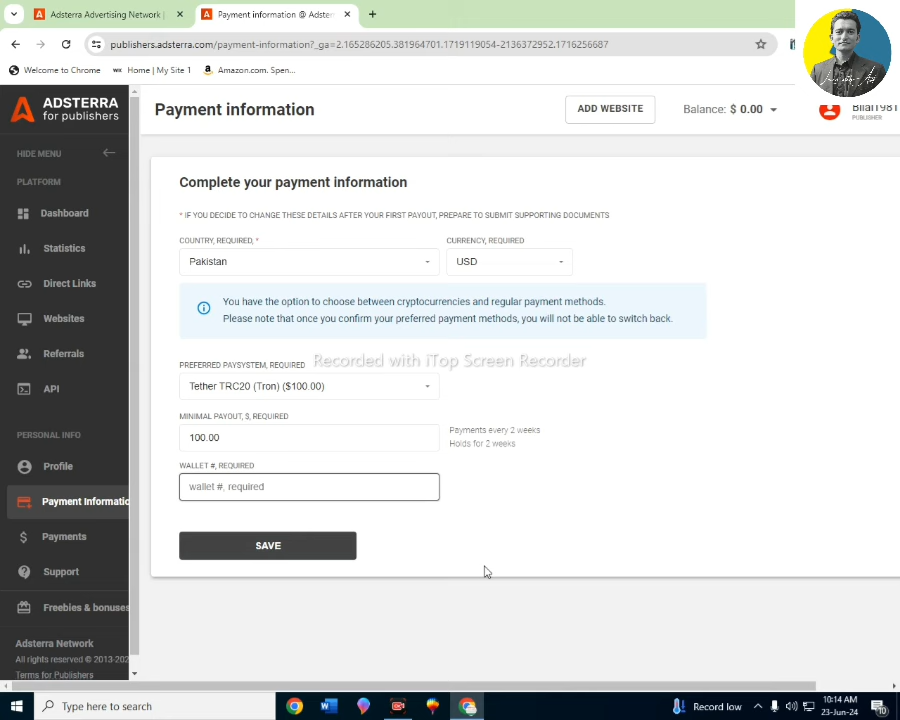 Adsterra Advertising Network |
Payment information @ Adster
publishers.adsterra.com/payment-information?_ga=2.165286205.381964701.1719119054-2136372952.1716256687
Welcome to Chrome
Home | My Site 1
Amazon.com. Spen...
ADSTERRA
for publishers
Payment information
ADD WEBSITE
Balance: $ 0.00
PUBLISHER
HIDE MENU
PLATFORM
Dashboard
Statistics
Direct Links
Websites
Referrals
API
PERSONAL INFO
Profile
Payment Informatio
Payments
Support
Freebies & bonuses
Adsterra Network
All rights reserved © 2013-202
Terms for Publishers
Complete your payment information
* IF YOU DECIDE TO CHANGE THESE DETAILS AFTER YOUR FIRST PAYOUT, PREPARE TO SUBMIT SUPPORTING DOCUMENTS
COUNTRY, REQUIRED, *
CURRENCY, REQUIRED
Pakistan
USD
You have the option to choose between cryptocurrencies and regular payment methods.
Please note that once you confirm your preferred payment methods, you will not be able to switch back.
Recorded with iTop Screen Recorder
PREFERRED PAYSYSTEM, REQUIRED
Tether TRC20 (Tron) ($100.00)
MINIMAL PAYOUT, $, REQUIRED
100.00
Payments every 2 weeks
Holds for 2 weeks
WALLET #, REQUIRED
wallet #, required
SAVE
Type here to search
Record low
10:14 AM
23-Jun-24
10